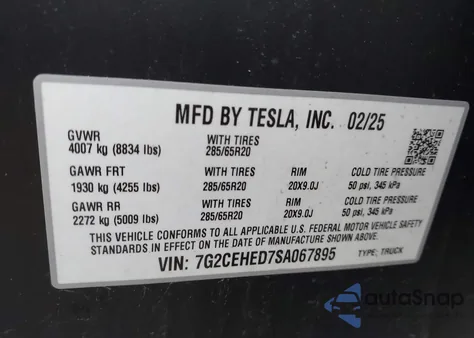 MFD BY TESLA, INC. 02/25
GVWR WITH TIRES
4007 kg (8834 lbs) 285/65R20
GAWR FRT WITH TIRES RIM COLD TIRE PRESSURE
1930 kg (4255 lbs) 285/65R20 20X9.0J 50 psi, 345 kPa
GAWR RR WITH TIRES RIM COLD TIRE PRESSURE
2272 kg (5009 lbs) 285/65R20 20X9.0J 50 psi, 345 kPa
THIS VEHICLE CONFORMS TO ALL APPLICABLE U.S. FEDERAL MOTOR VEHICLE SAFETY
STANDARDS IN EFFECT ON THE DATE OF MANUFACTURE SHOWN ABOVE.
VIN: 7G2CEHED7SA067895 TYPE: TRUCK
autaSnap